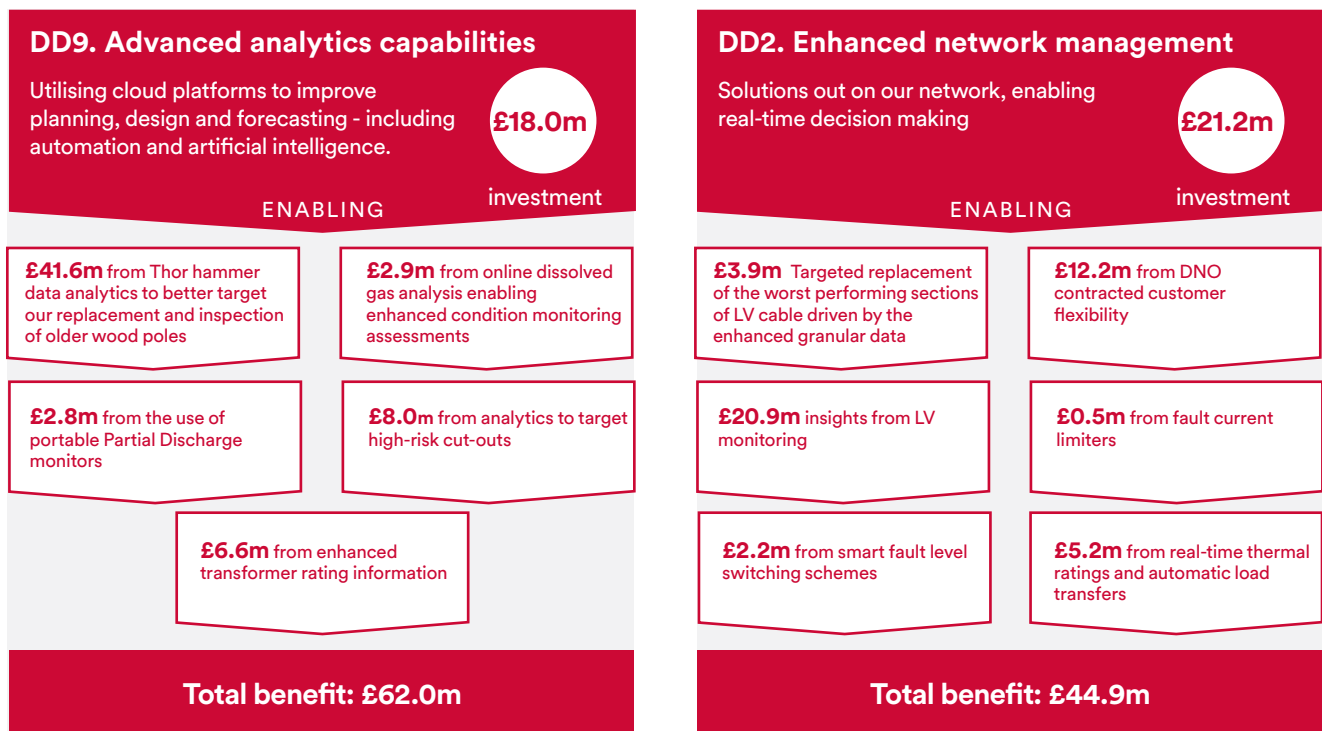 DD9. Advanced analytics capabilities
Utilising cloud platforms to improve
planning, design and forecasting - including
automation and artificial intelligence.
£18.0m
investment
ENABLING
£41.6m from Thor hammer
data analytics to better target
our replacement and inspection
of older wood poles
£2.9m from online dissolved
gas analysis enabling
enhanced condition monitoring
assessments
£2.8m from the use of
portable Partial Discharge
monitors
£8.0m from analytics to target
high-risk cut-outs
£6.6m from enhanced
transformer rating information
Total benefit: £62.0m
DD2. Enhanced network management
Solutions out on our network, enabling
real-time decision making
£21.2m
investment
ENABLING
£3.9m Targeted replacement
of the worst performing sections
of LV cable driven by the
enhanced granular data
£12.2m from DNO
contracted customer
flexibility
£20.9m insights from LV
monitoring
£0.5m from fault current
limiters
£2.2m from smart fault level
switching schemes
£5.2m from real-time thermal
ratings and automatic load
transfers
Total benefit: £44.9m